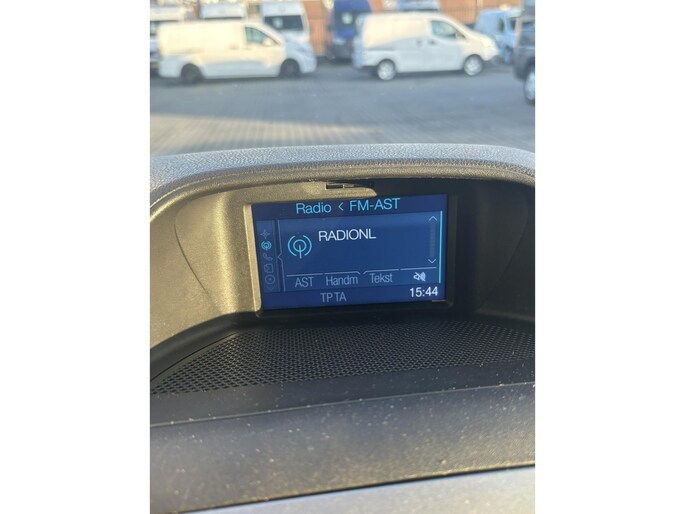 Radio < FM-AST
RADIONL
AST Handm Tekst
TP TA 15:44